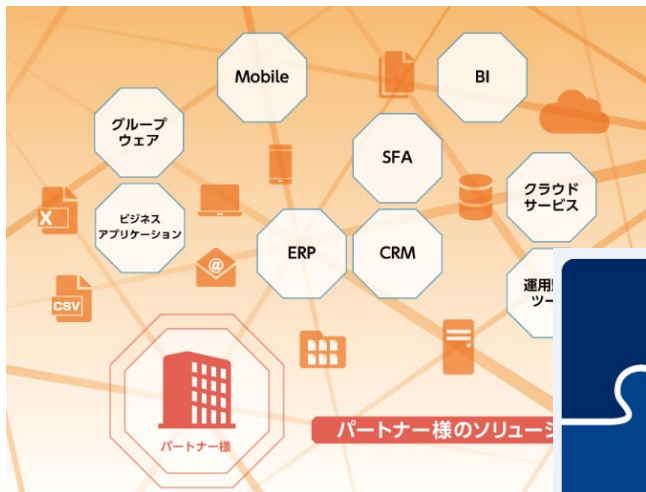 Mobile
BI
グループ
ウェア
SFA
クラウド
サービス
X
ビジネス
アプリケーション
ERP
CRM
@
CSV
運用
ツー
パートナー様のソリュー
パートナー様